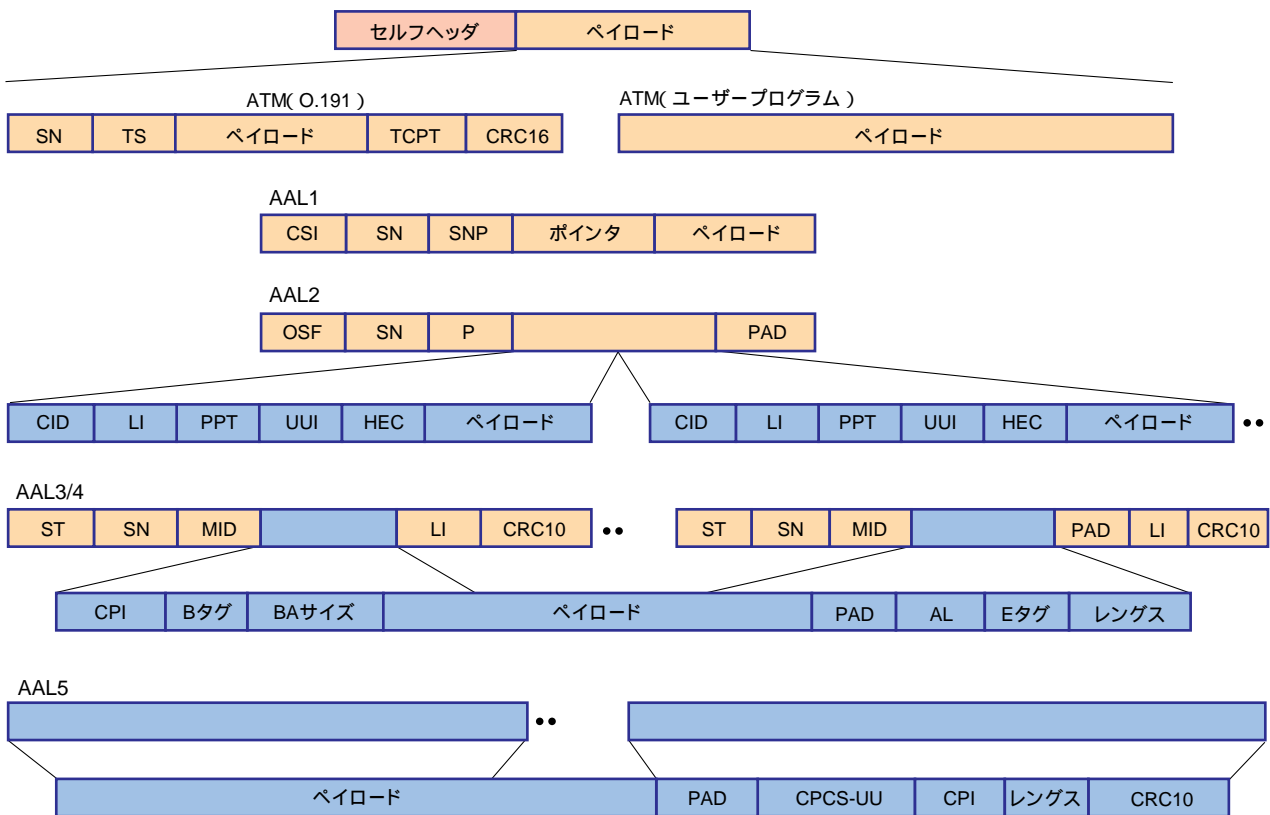 セルフヘッダ ペイロード
ATM( O.191 ) ATM( ユーザープログラム )
SN TS ペイロード TCPT CRC16 ペイロード
AAL1
CSI SN SNP ポインタ ペイロード
AAL2
OSF SN P PAD
CID LI PPT UUI HEC ペイロード CID LI PPT UUI HEC ペイロード ••
AAL3/4
ST SN MID LI CRC10 •• ST SN MID PAD LI CRC10
CPI Bタグ BAサイズ ペイロード PAD AL Eタグ レングス
AAL5
••
ペイロード PAD CPCS-UU CPI レングス CRC10